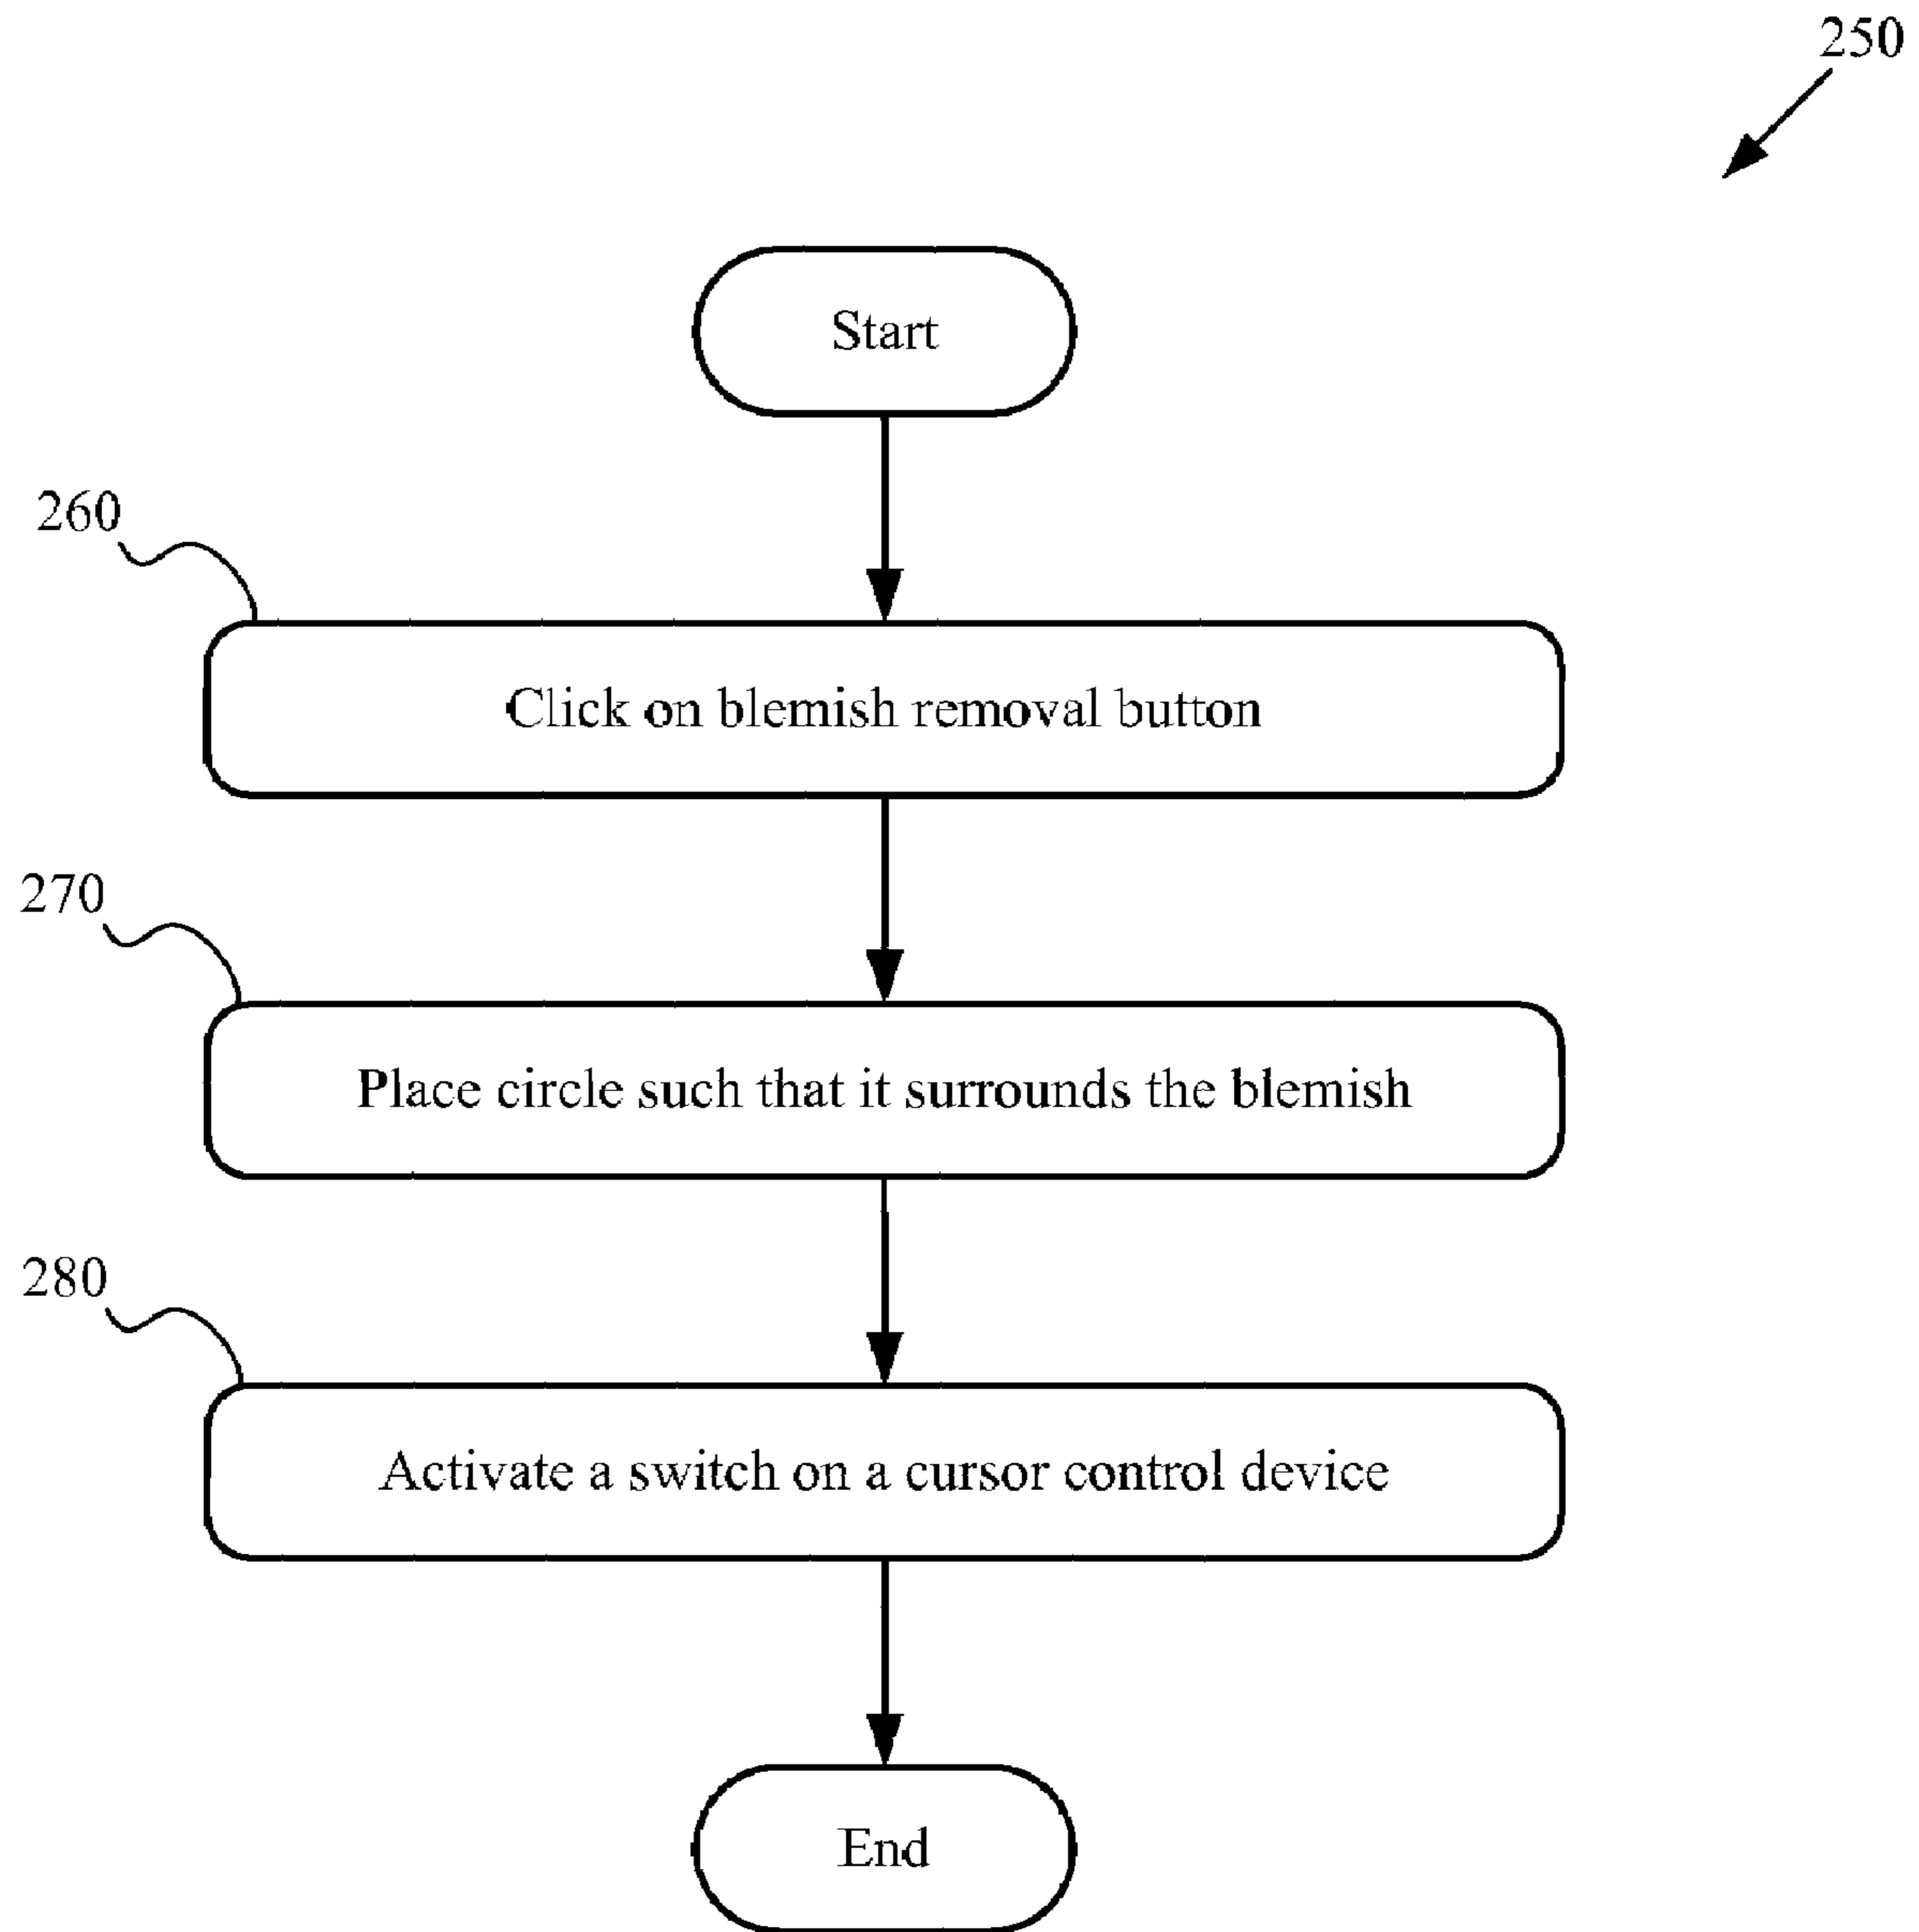 250
Start
260
Click on blemish removal button
270
Place circle such that it surrounds the blemish
280
Activate a switch on a cursor control device
End